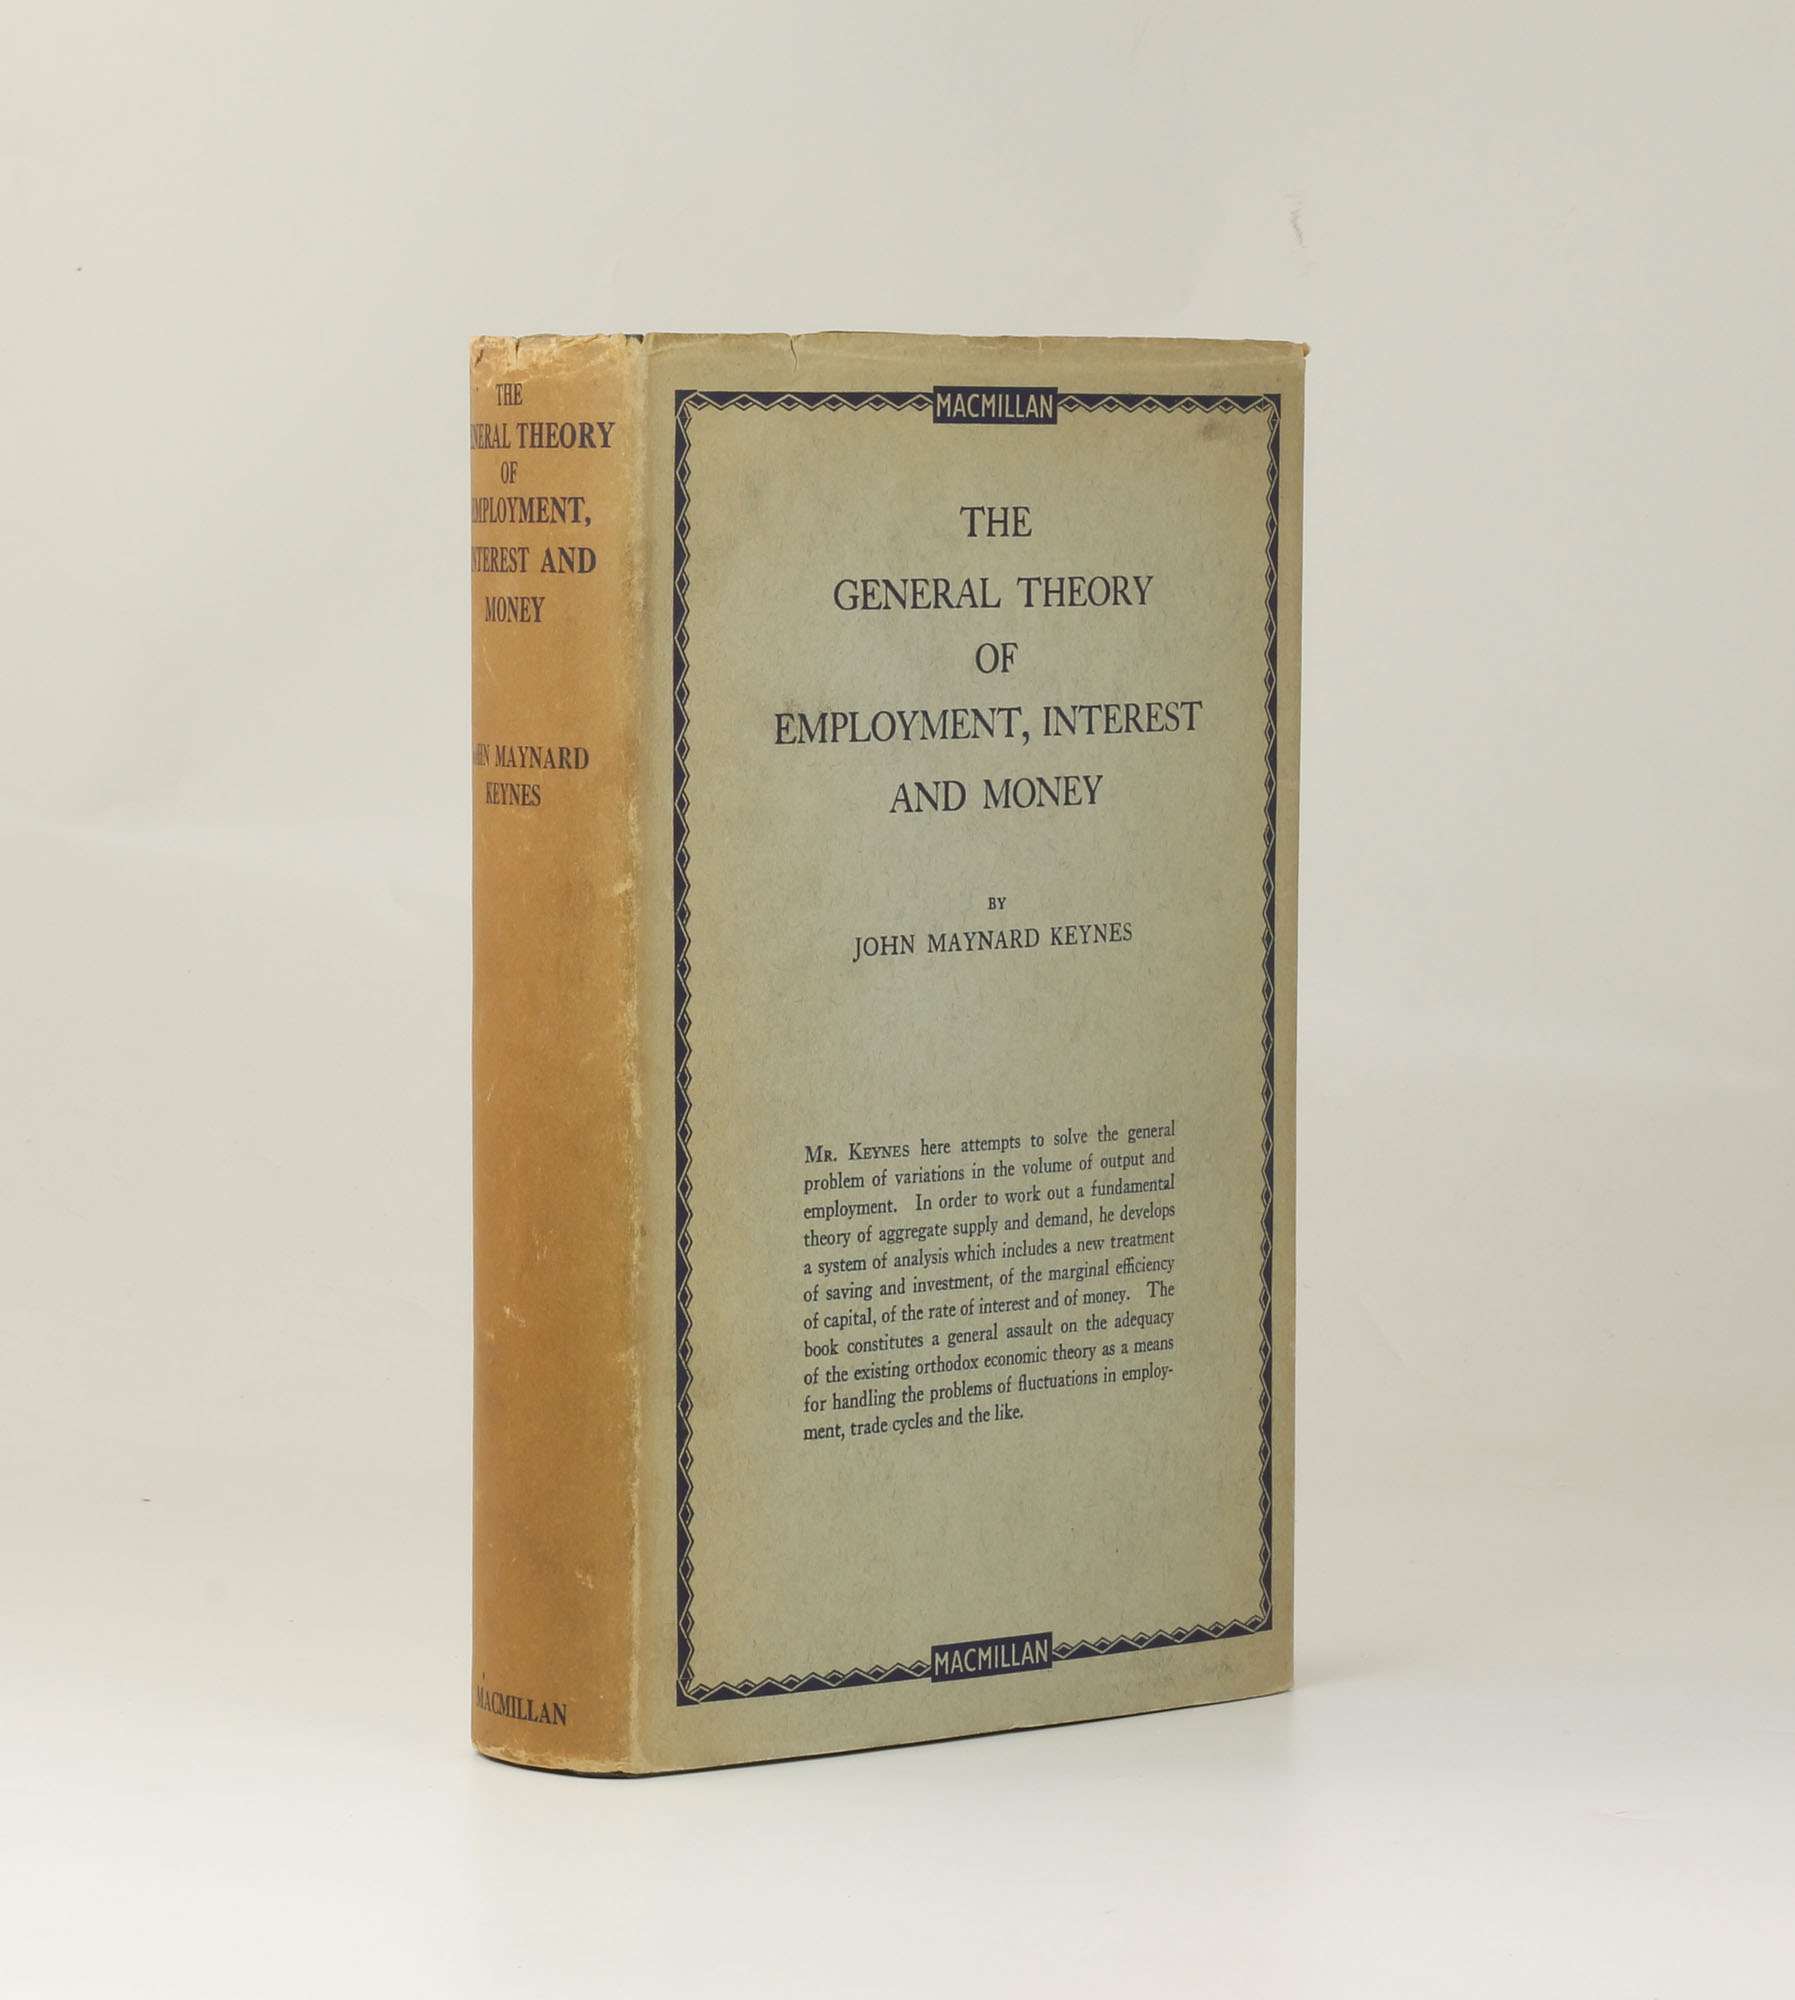 THE
GENERAL THEORY
OF
EMPLOYMENT,
INTEREST AND
MONEY
JOHN MAYNARD
KEYNES
MACMILLAN
MACMILLAN
THE
GENERAL THEORY
OF
EMPLOYMENT, INTEREST
AND MONEY
BY
JOHN MAYNARD KEYNES
MR. KEYNES here attempts to solve the general
problem of variations in the volume of output and
employment. In order to work out a fundamental
theory of aggregate supply and demand, he develops
a system of analysis which includes a new treatment
of saving and investment, of the marginal efficiency
of capital, of the rate of interest and of money. The
book constitutes a general assault on the adequacy
of the existing orthodox economic theory as a means
for handling the problems of fluctuations in employ-
ment, trade cycles and the like.
MACMILLAN